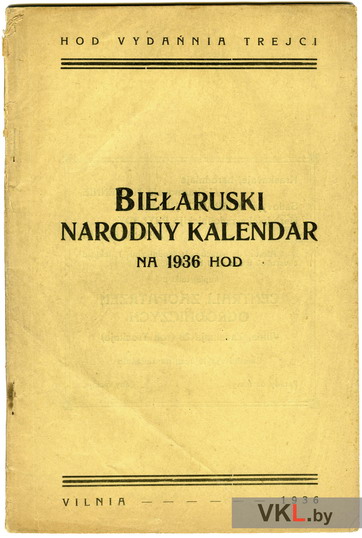 HOD VYDAŃNIA TREJCI
BIEŁARUSKI
NARODNY KALENDAR
NA 1936 HOD
VILNIA — — — — — 1936
VKL.by